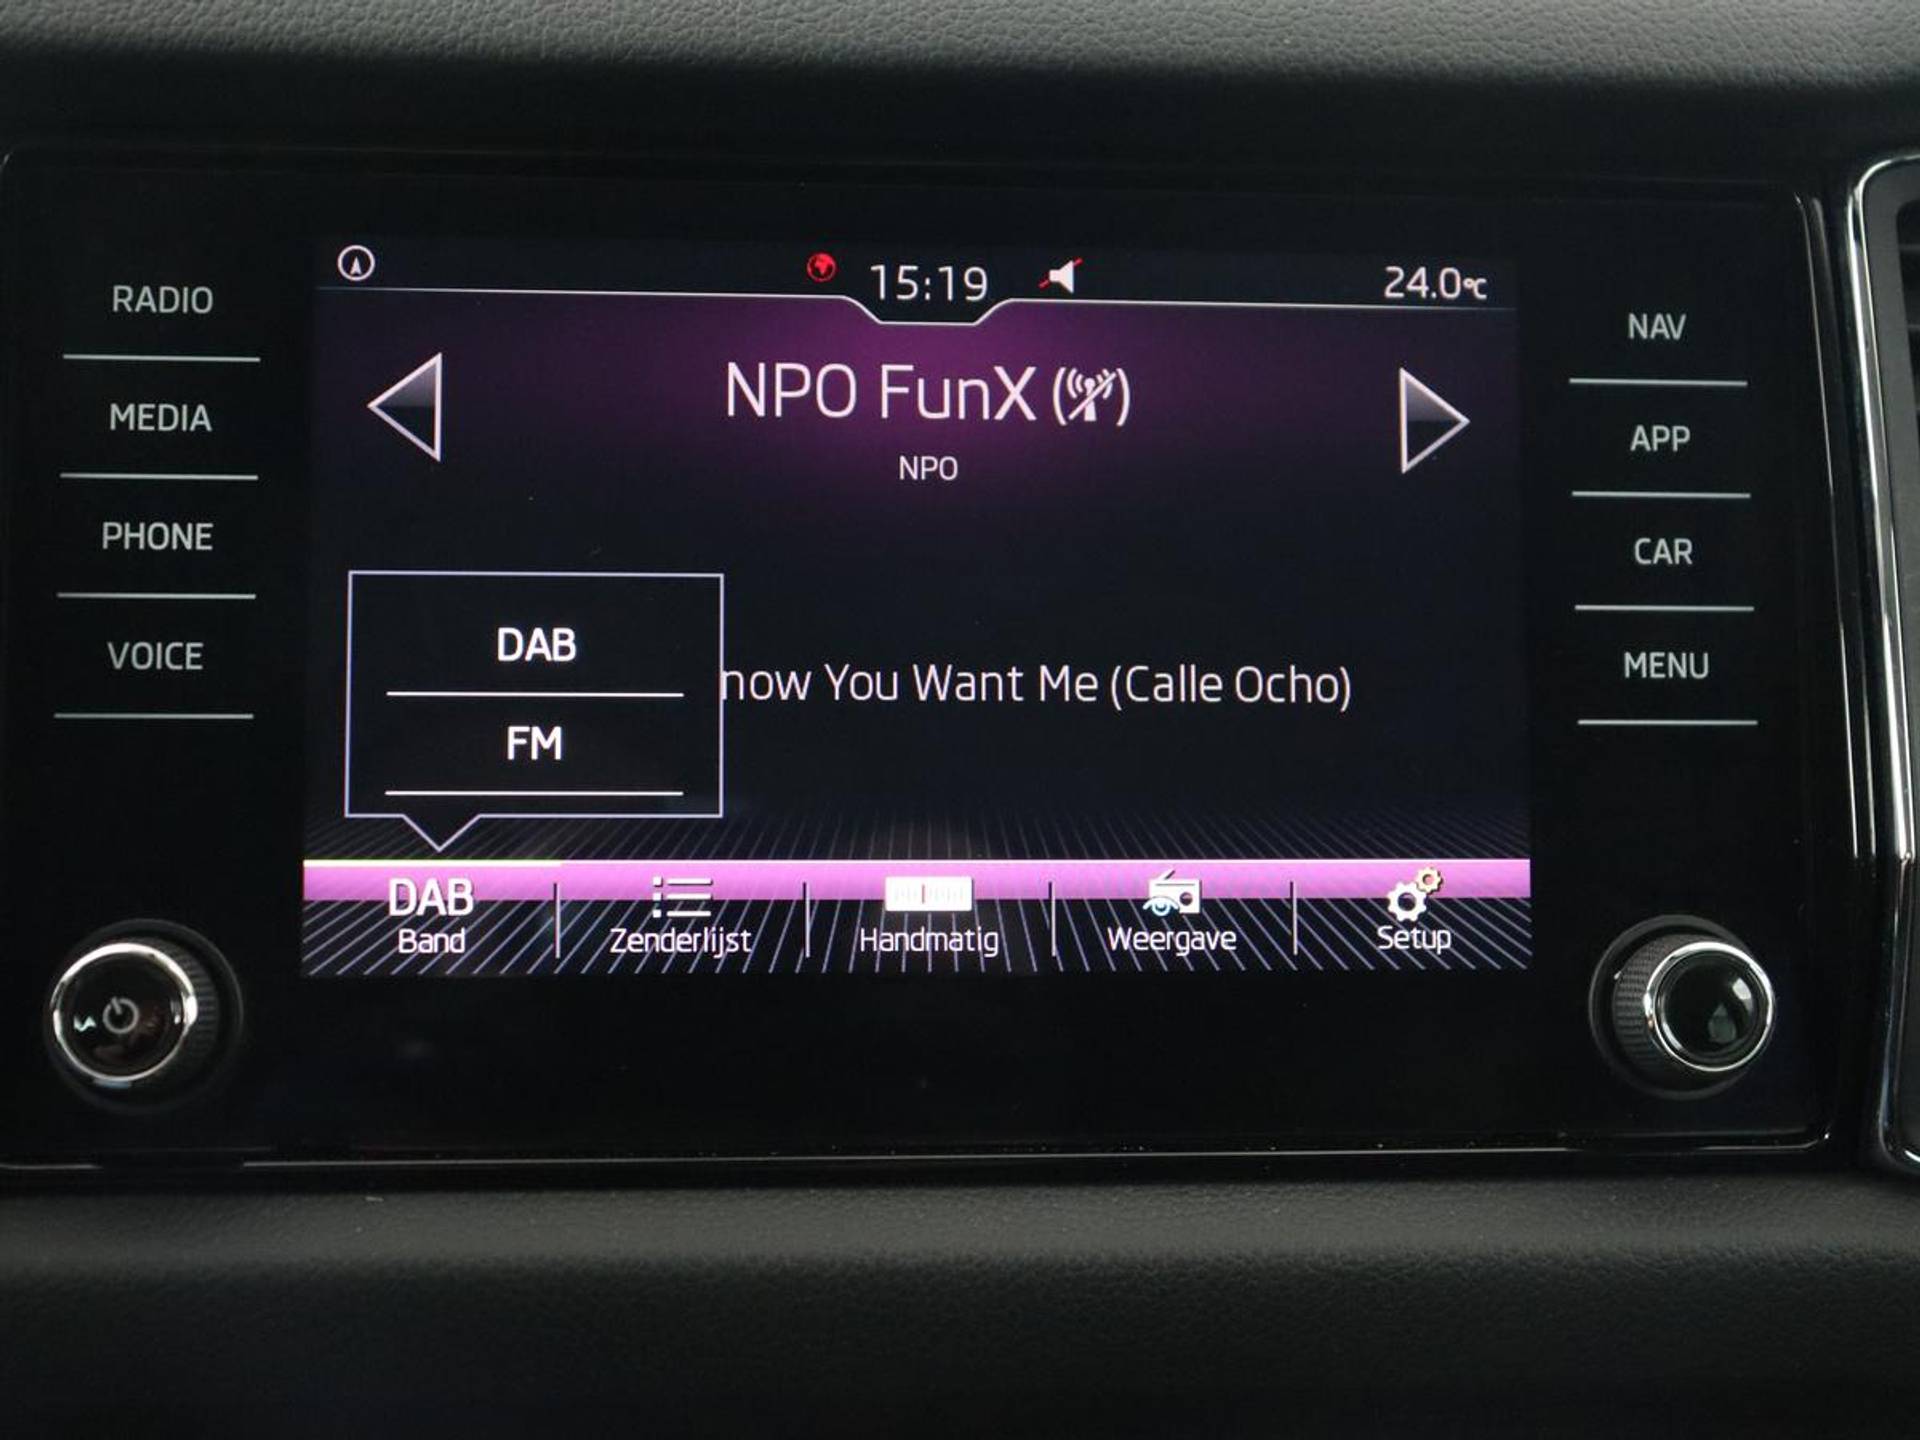 15:19
24.0°C
RADIO
MEDIA
PHONE
VOICE
NPO FunX
NPO
DAB
FM
now You Want Me (Calle Ocho)
DAB
Band
Zenderlijst
Handmatig
Weergave
Setup
NAV
APP
CAR
MENU